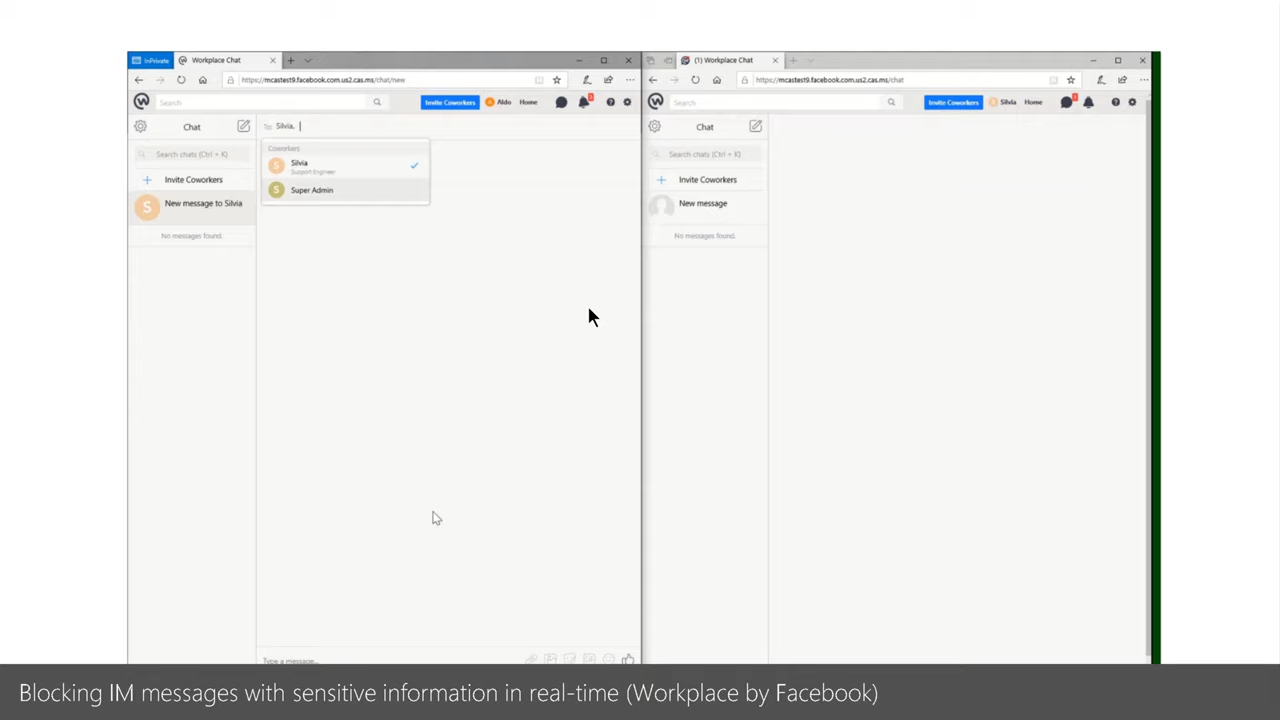 InPrivate
Workplace Chat
https://mcastest9.facebook.com.us2.cas.ms/chat/new
Search
Invite Coworkers
Aldo
Home
Chat
Silvia,
Search chats (Ctrl + K)
Coworkers
Silvia
Support Engineer
Super Admin
Invite Coworkers
S
New message to Silvia
No messages found.
Type a message...
(1) Workplace Chat
https://mcastest9.facebook.com.us2.cas.ms/chat
Search
Invite Coworkers
Silvia
Home
Chat
Search chats (Ctrl + K)
Invite Coworkers
New message
No messages found.
Blocking IM messages with sensitive information in real-time (Workplace by Facebook)